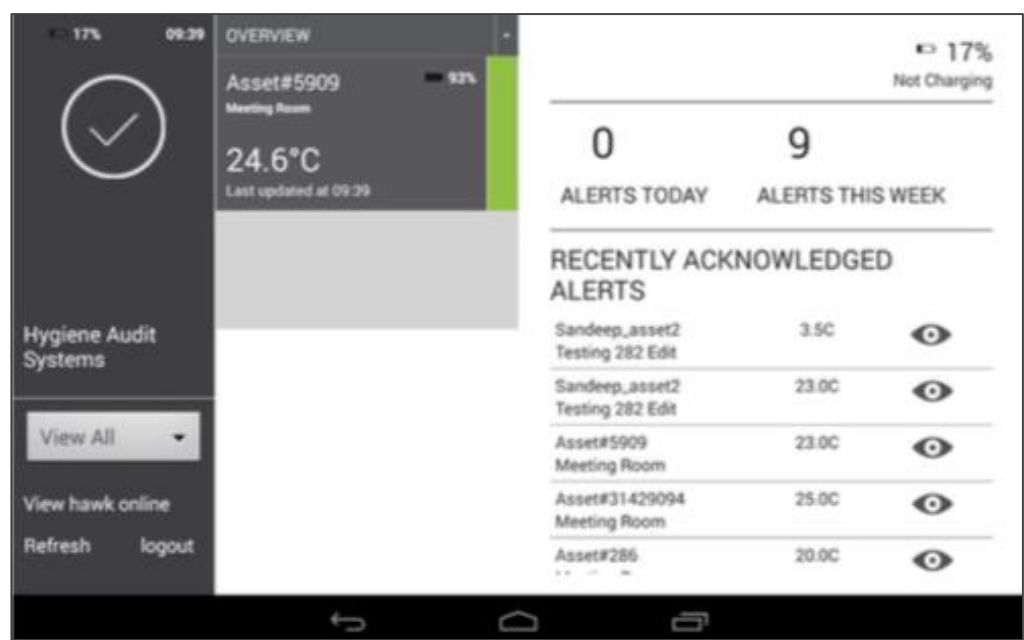 17% 09:39
Hygiene Audit
Systems
View All
View hawk online
Refresh logout
OVERVIEW
Asset#5909 93%
Meeting Room
24.6°C
Last updated at 09:39
17%
Not Charging
0 9
ALERTS TODAY ALERTS THIS WEEK
RECENTLY ACKNOWLEDGED
ALERTS
Sandeep_asset2 3.5C
Testing 282 Edit
Sandeep_asset2 23.0C
Testing 282 Edit
Asset#5909 23.0C
Meeting Room
Asset#31429094 25.0C
Meeting Room
Asset#286 20.0C